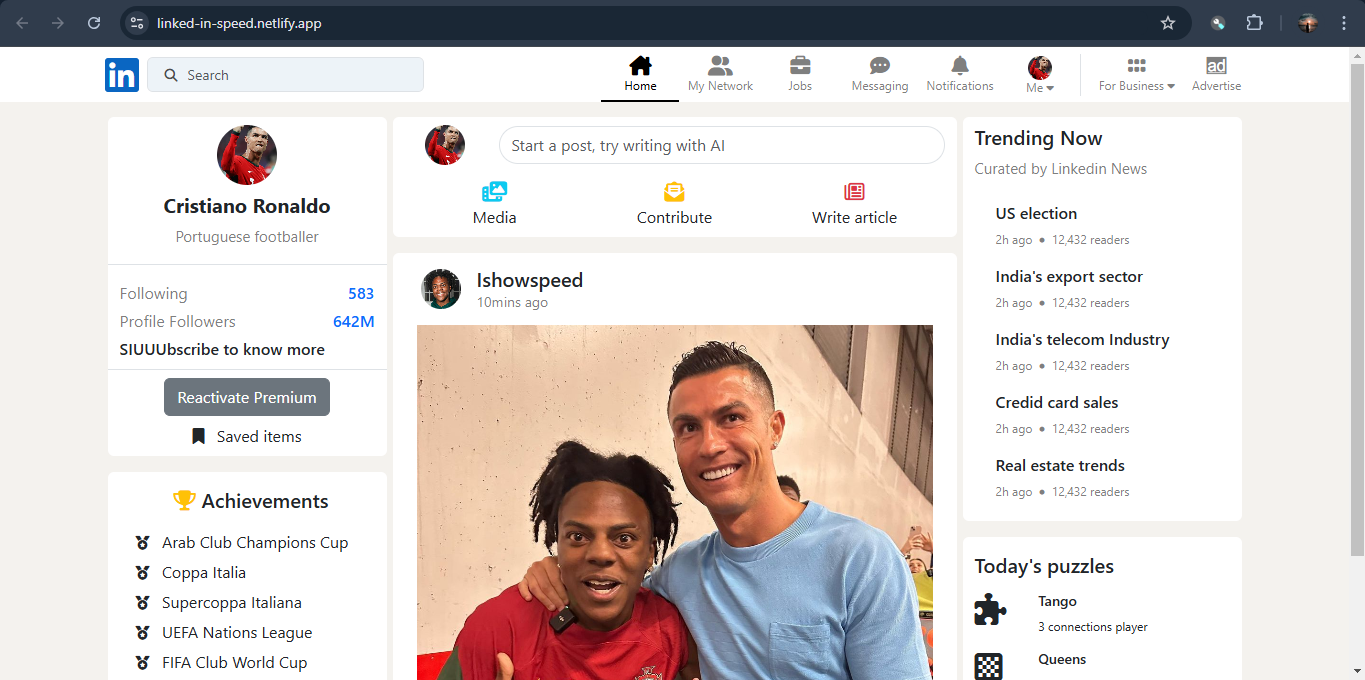 linked-in-speed.netlify.app
in
Search
Home
My Network
Jobs
Messaging
Notifications
Me
For Business
ad
Advertise
Cristiano Ronaldo
Portuguese footballer
Following 583
Profile Followers 642M
SIUUUbscribe to know more
Reactivate Premium
Saved items
Achievements
Arab Club Champions Cup
Coppa Italia
Supercoppa Italiana
UEFA Nations League
FIFA Club World Cup
Start a post, try writing with AI
Media
Contribute
Write article
Ishowspeed
10mins ago
Trending Now
Curated by Linkedin News
US election
2h ago ● 12,432 readers
India's export sector
2h ago ● 12,432 readers
India's telecom Industry
2h ago ● 12,432 readers
Credid card sales
2h ago ● 12,432 readers
Real estate trends
2h ago ● 12,432 readers
Today's puzzles
Tango
3 connections player
Queens